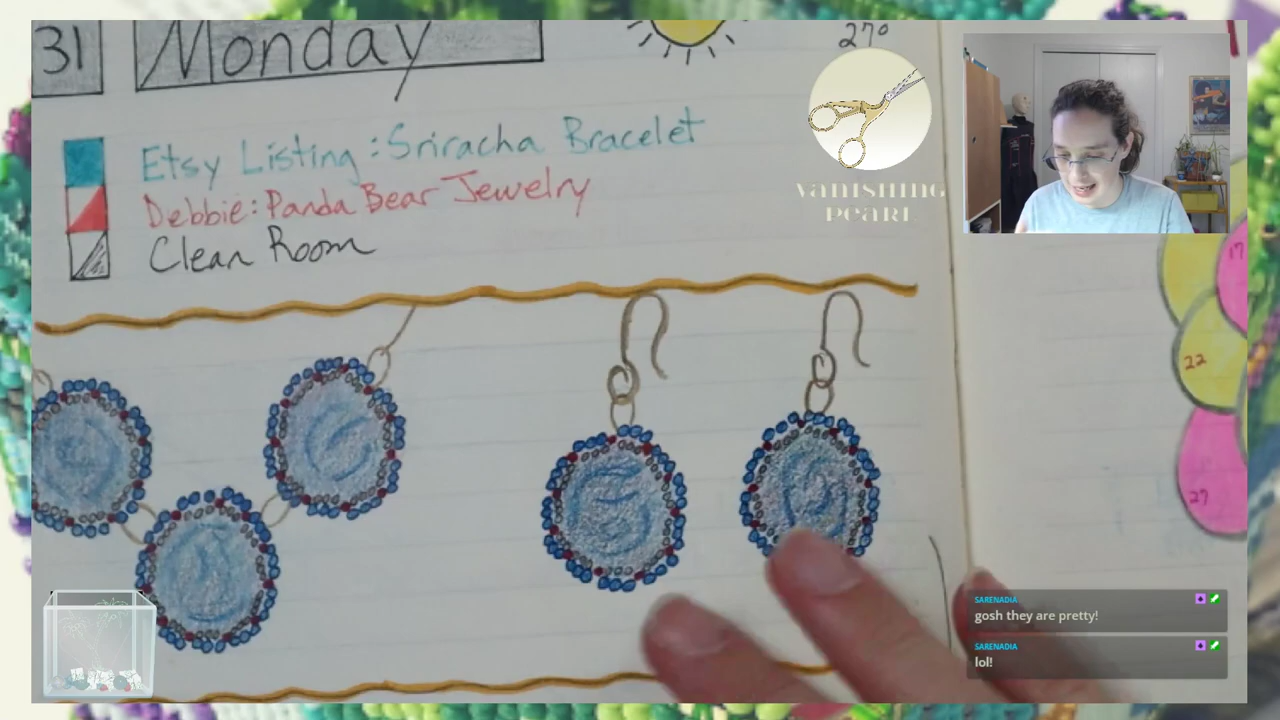 31 Monday 27°
Etsy Listing: Sriracha Bracelet
Debbie: Panda Bear Jewelry
Clean Room
VANISHING
PEARL
17
22
27
SARENADIA
gosh they are pretty!
SARENADIA
lol!